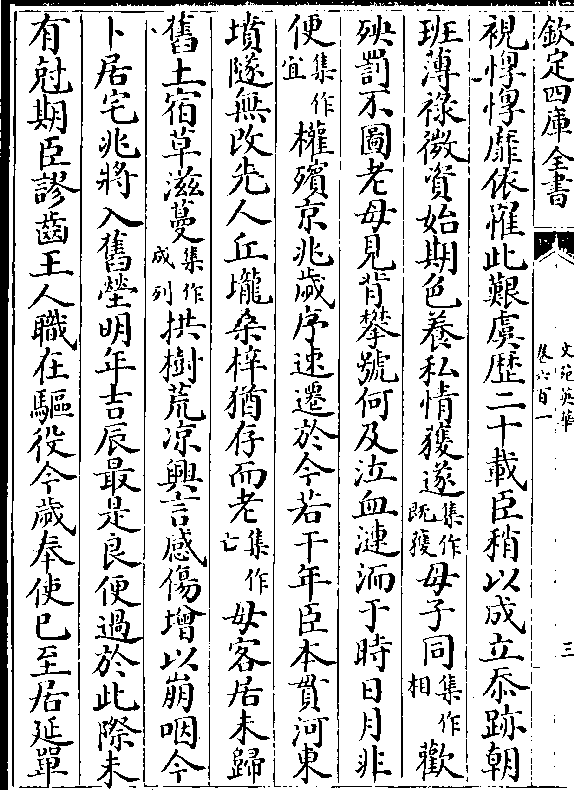 欽定四庫全書
文苑英華
卷六百一
三
視惸惸靡依罹此艱虞歴二十載臣稍以成立忝跡朝
班薄祿微資始期色養私情獲遂集作既獲母子同集作相歡
殃罰不圖老母見背攀號何及泣血漣洏于時日月非
便集作宜權殯京兆歲序速遷於今若干年臣本貫河東
墳隧無改先人丘壠桑梓猶存而老集作亡母客居未歸
舊土宿草滋蔓集作成列拱樹荒凉興言感傷增以崩咽今
卜居宅兆將入舊塋明年吉辰最是良便過於此際未
有尅期臣謬齒王人職在驅役今歲奉使已至居延單